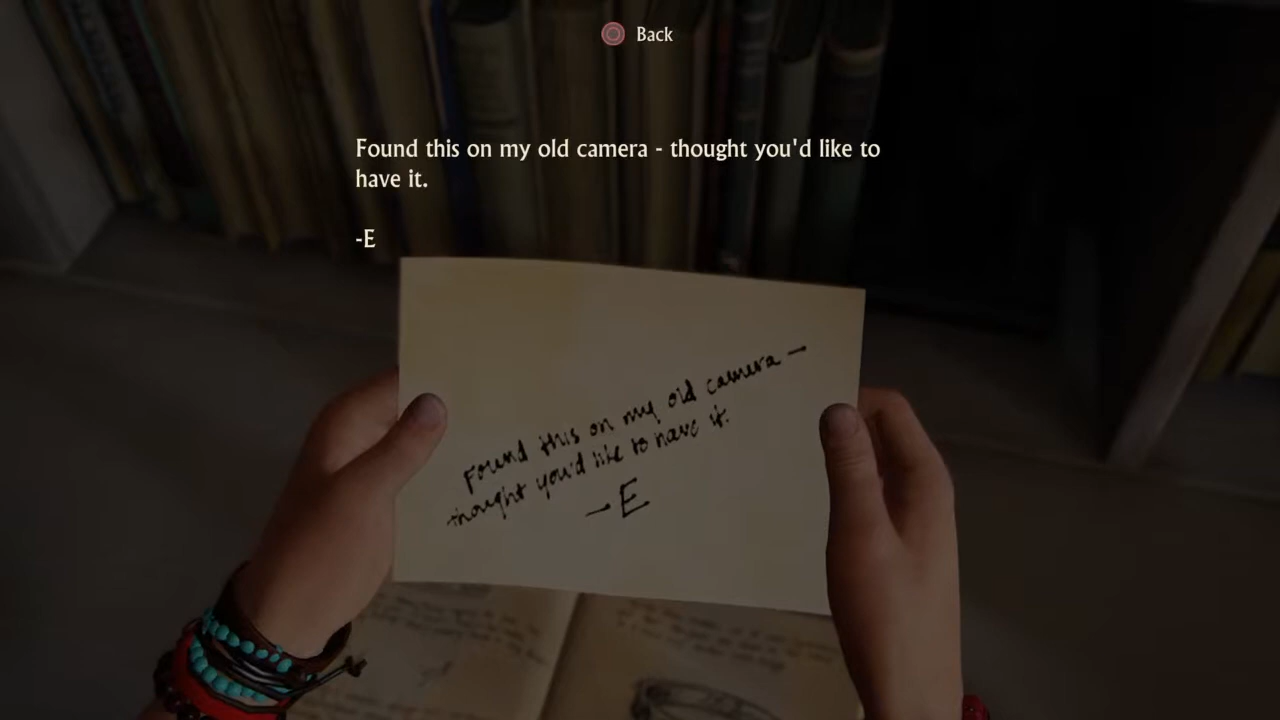 Back
Found this on my old camera - thought you'd like to
have it.
-E
Found this on my old camera –
thought you'd like to have it.
– E